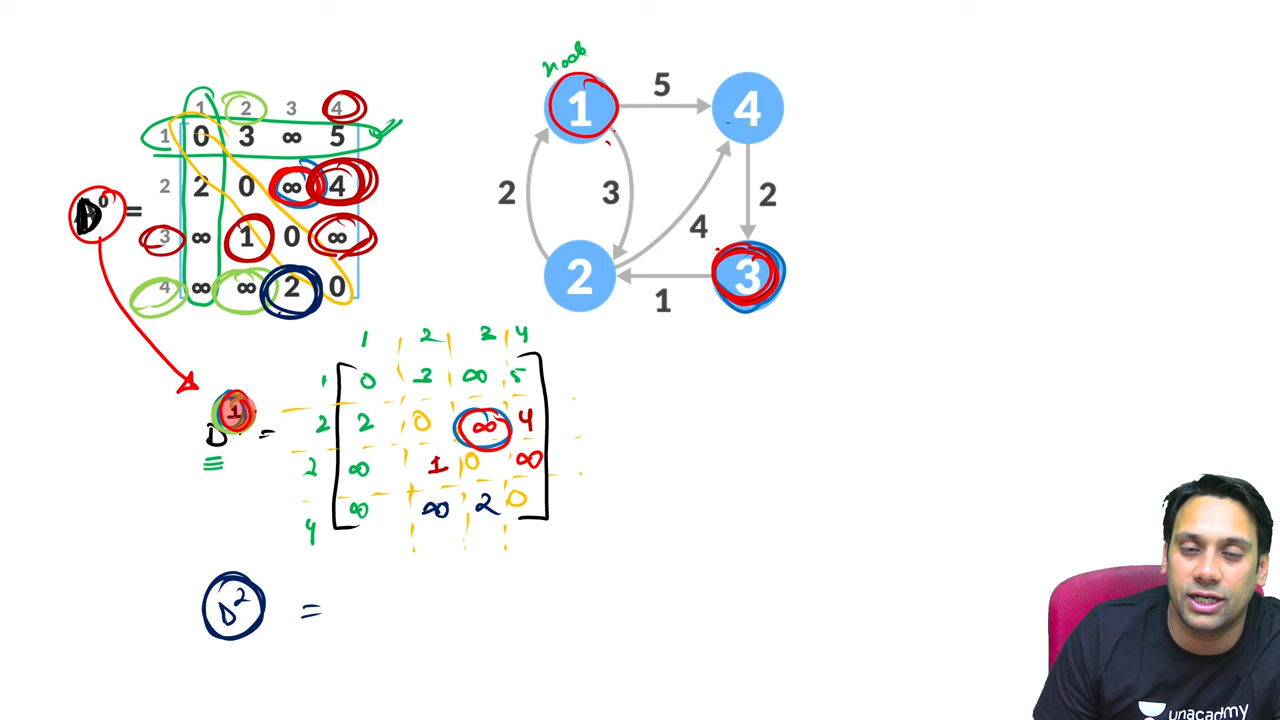 node
1 2 3 4
1 0 3 ∞ 5
2 2 0 ∞ 4
3 ∞ 1 0 ∞
4 ∞ ∞ 2 0
D⁰ =
1 5 4
2 3 2
4
2 1 3
1 2 3 4
1 0 3 ∞ 5
2 2 0 ∞ 4
2 ∞ 1 0 ∞
4 ∞ ∞ 2 0
D¹ =
D² =
unacademy